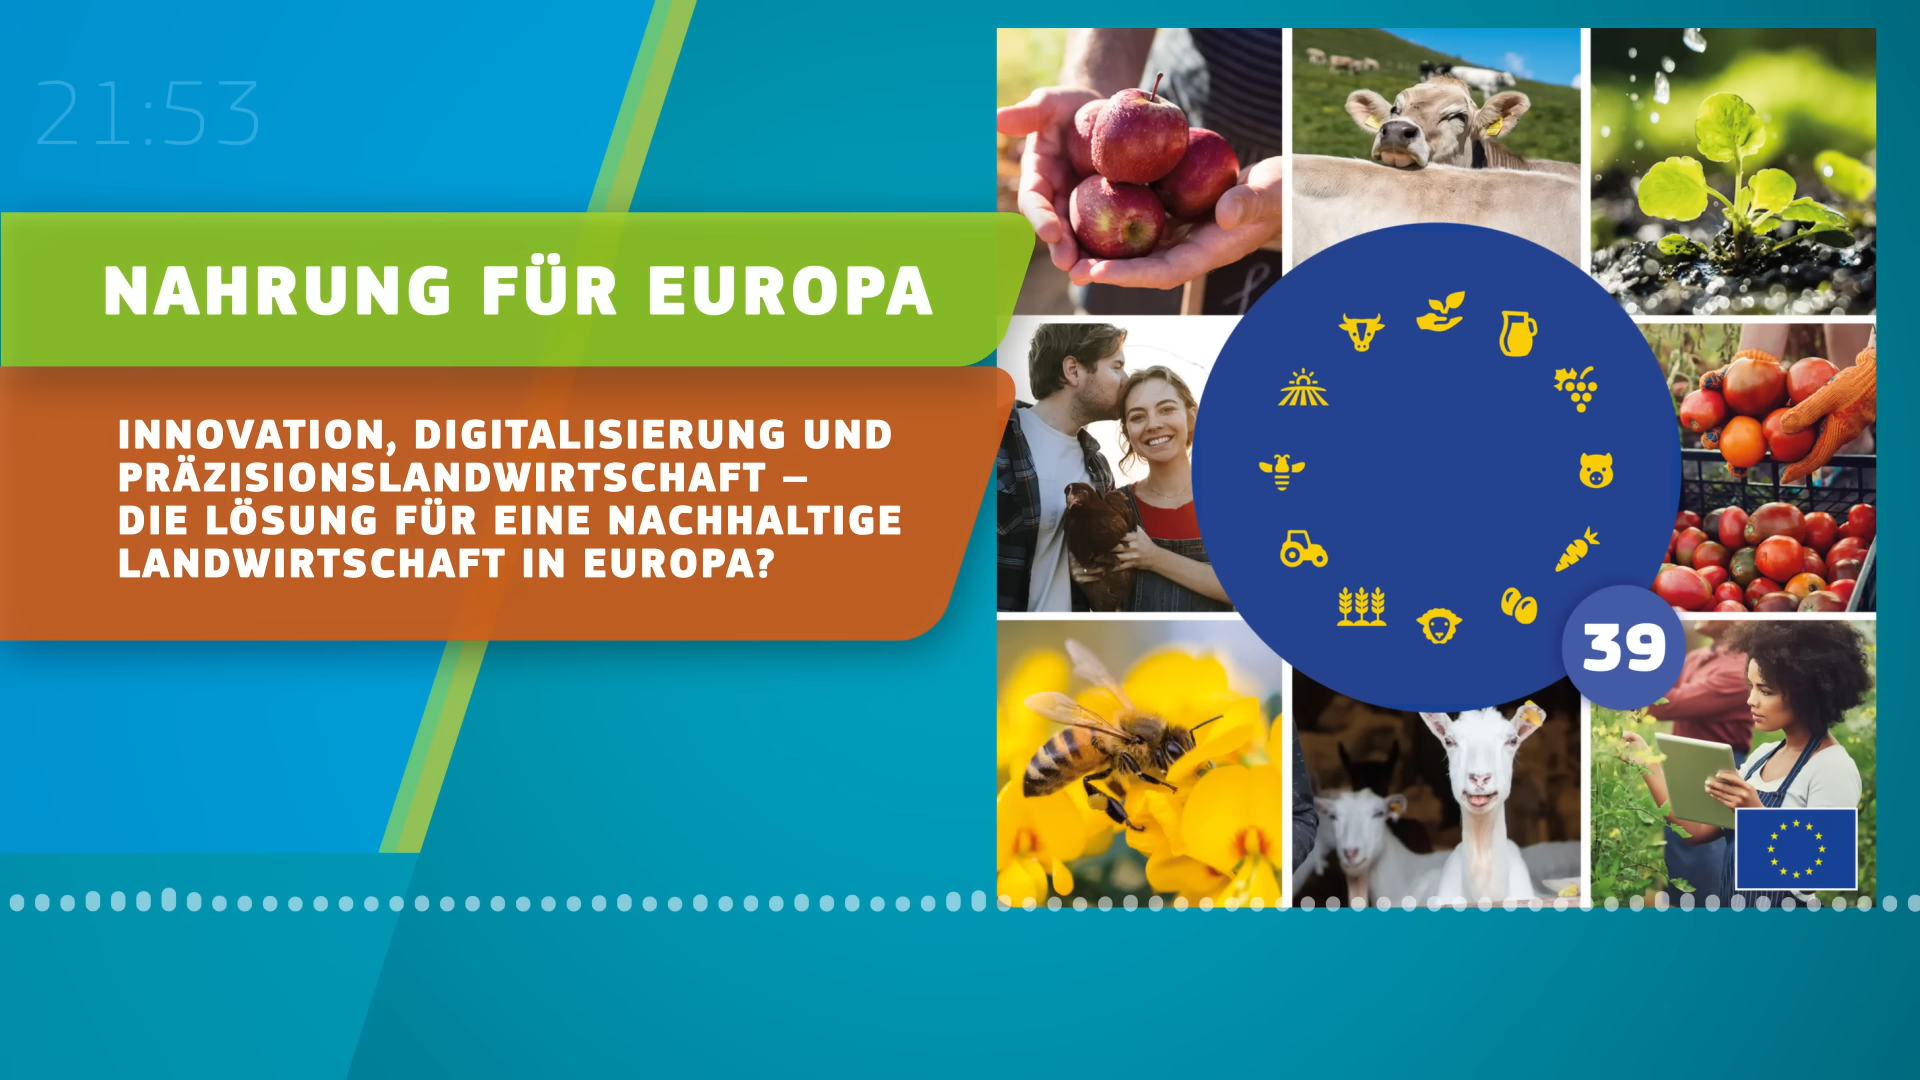 21:53
NAHRUNG FÜR EUROPA
INNOVATION, DIGITALISIERUNG UND
PRÄZISIONSLANDWIRTSCHAFT –
DIE LÖSUNG FÜR EINE NACHHALTIGE
LANDWIRTSCHAFT IN EUROPA?
39